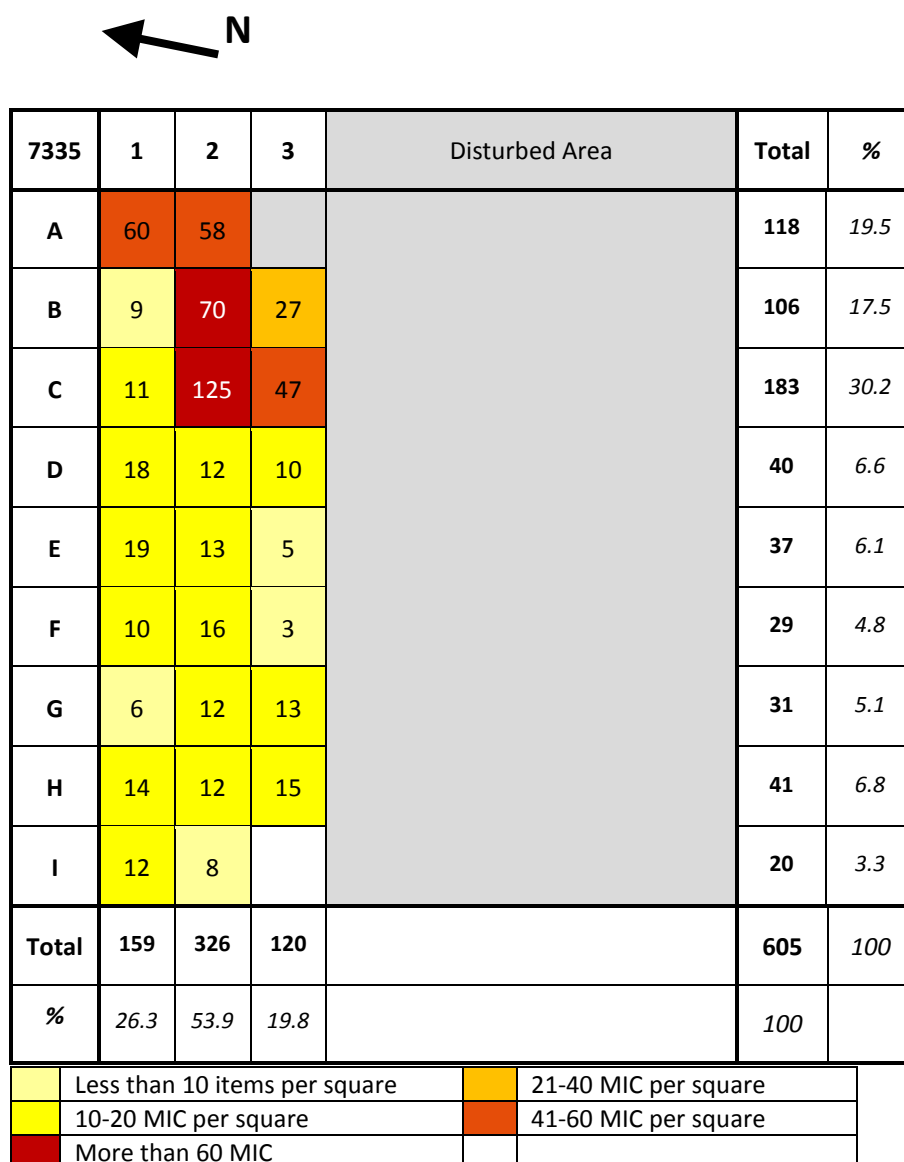 N
7335 1 2 3 Disturbed Area Total %
A 60 58 118 19.5
B 9 70 27 106 17.5
C 11 125 47 183 30.2
D 18 12 10 40 6.6
E 19 13 5 37 6.1
F 10 16 3 29 4.8
G 6 12 13 31 5.1
H 14 12 15 41 6.8
I 12 8 20 3.3
Total 159 326 120 605 100
% 26.3 53.9 19.8 100
Less than 10 items per square 21-40 MIC per square
10-20 MIC per square 41-60 MIC per square
More than 60 MIC